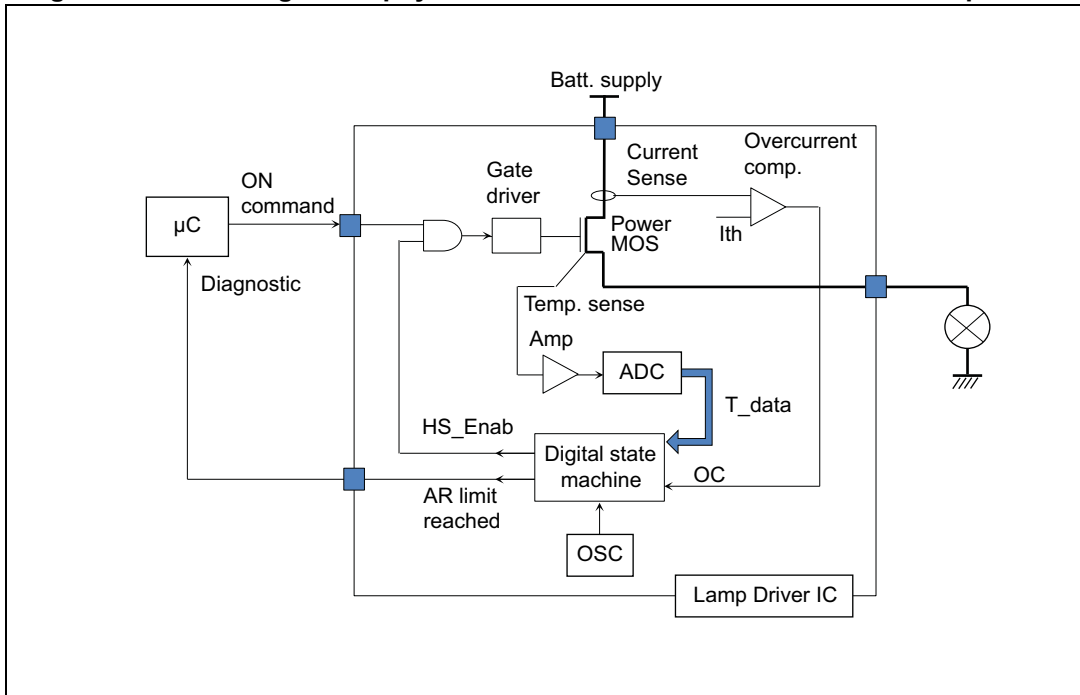 Batt. supply
Current
Sense
Overcurrent
comp.
ON
command
Gate
driver
µC
Power
MOS
Ith
Diagnostic
Temp. sense
Amp
ADC
T_data
HS_Enab
Digital state
machine
OC
AR limit
reached
OSC
Lamp Driver IC